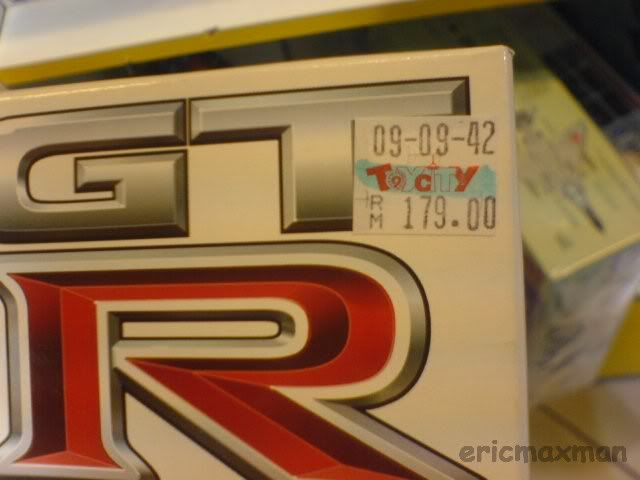 GT
R
09-09-42
TOYCITY
RM 179.00
ericmaxman